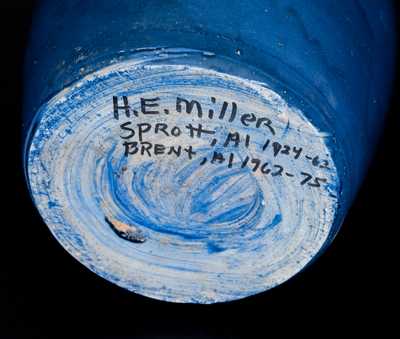 H.E. Miller
SPROtt, Al 1924-62
BRENt, Al 1962-75